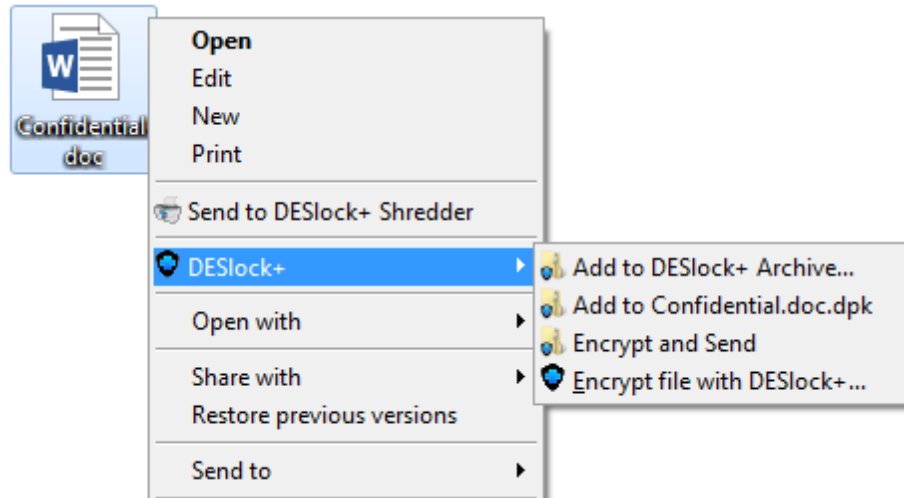 W
Confidential
doc
Open
Edit
New
Print
Send to DESlock+ Shredder
DESlock+
Open with
Share with
Restore previous versions
Send to
Add to DESlock+ Archive...
Add to Confidential.doc.dpk
Encrypt and Send
Encrypt file with DESlock+...